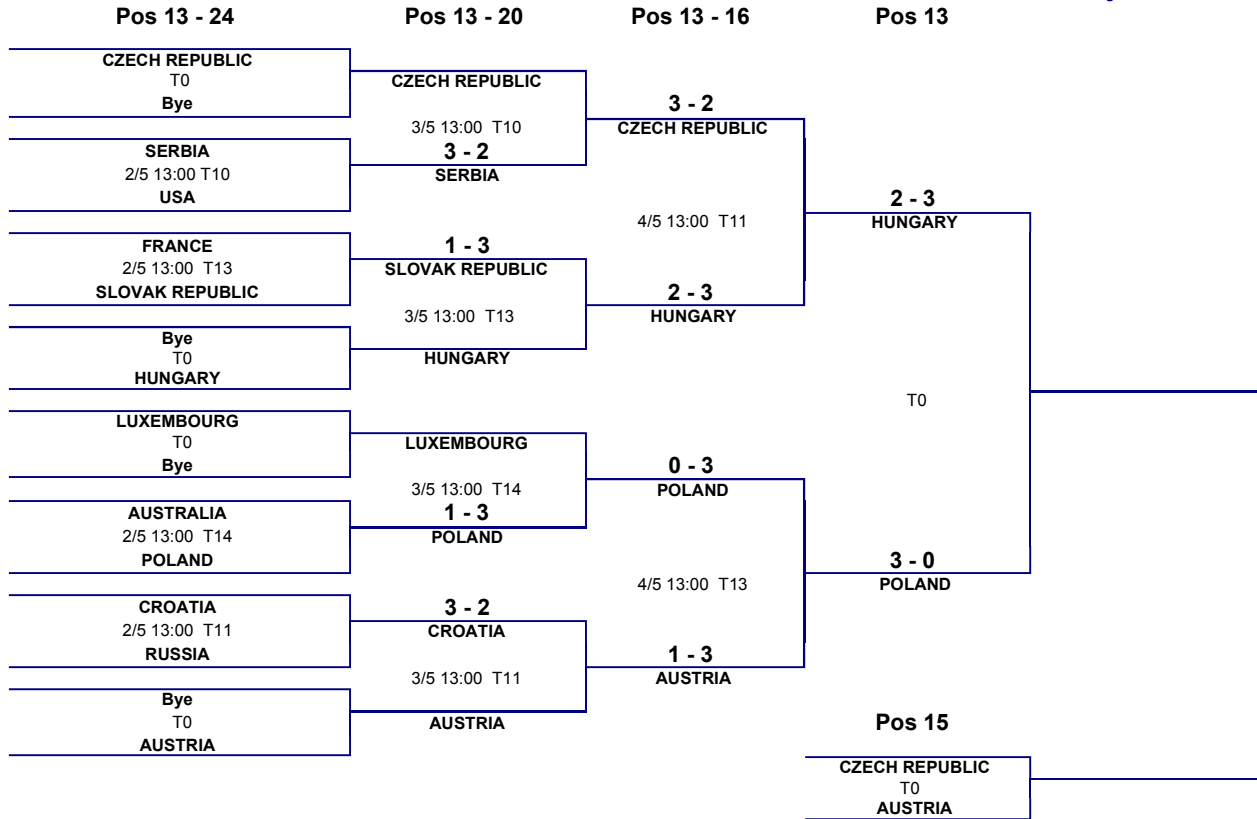 Pos 13 - 24
Pos 13 - 20
Pos 13 - 16
Pos 13
CZECH REPUBLIC
T0
Bye
SERBIA
2/5 13:00 T10
USA
FRANCE
2/5 13:00 T13
SLOVAK REPUBLIC
Bye
T0
HUNGARY
LUXEMBOURG
T0
Bye
AUSTRALIA
2/5 13:00 T14
POLAND
CROATIA
2/5 13:00 T11
RUSSIA
Bye
T0
AUSTRIA
CZECH REPUBLIC
3/5 13:00 T10
3 - 2
SERBIA
1 - 3
SLOVAK REPUBLIC
3/5 13:00 T13
HUNGARY
LUXEMBOURG
3/5 13:00 T14
1 - 3
POLAND
3 - 2
CROATIA
3/5 13:00 T11
AUSTRIA
3 - 2
CZECH REPUBLIC
4/5 13:00 T11
2 - 3
HUNGARY
0 - 3
POLAND
4/5 13:00 T13
1 - 3
AUSTRIA
2 - 3
HUNGARY
T0
3 - 0
POLAND
Pos 15
CZECH REPUBLIC
T0
AUSTRIA